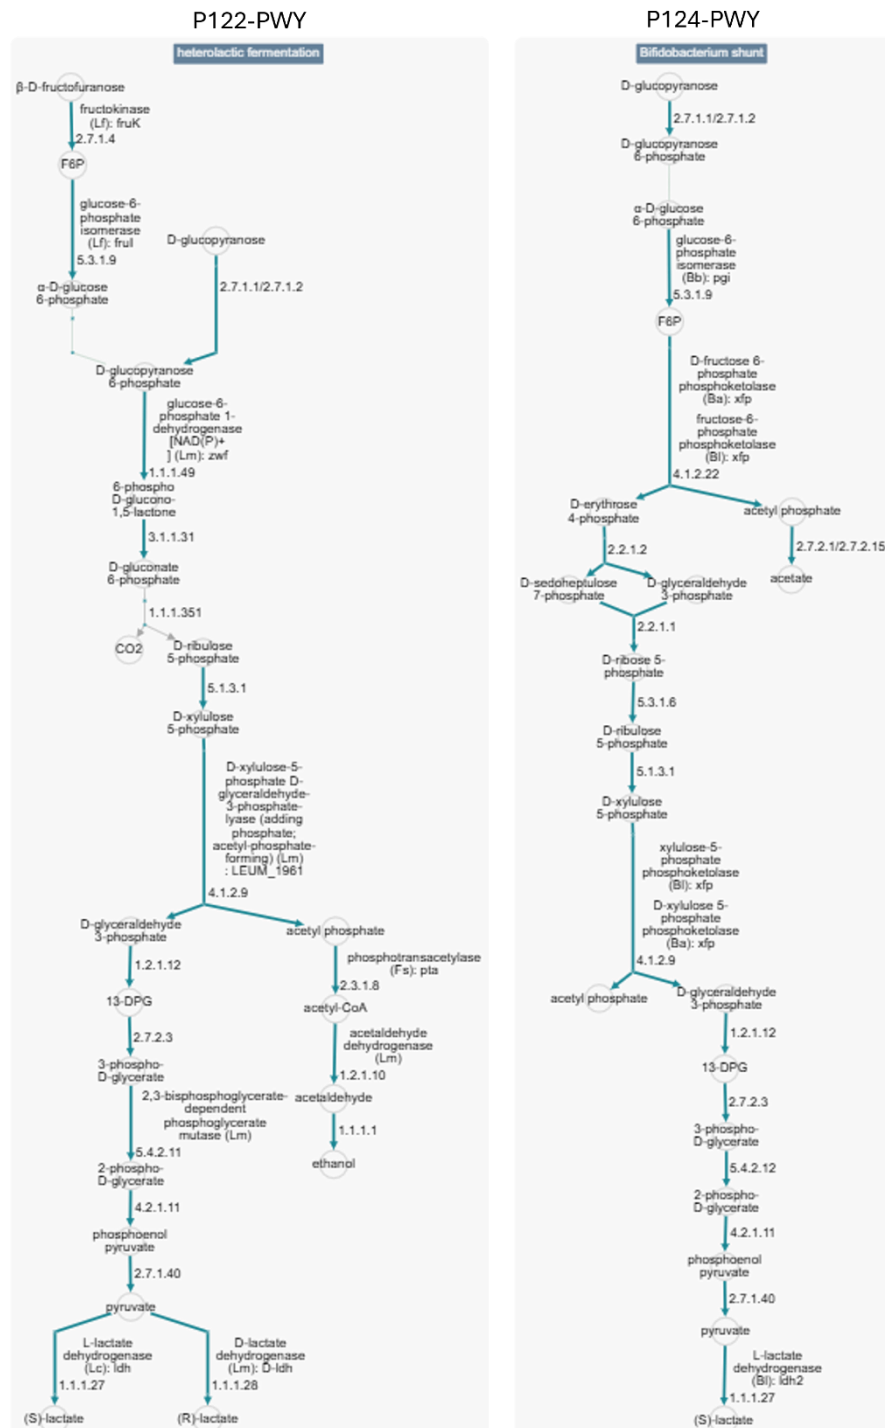 P122-PWY
heterolactic fermentation
β-D-fructofuranose
fructokinase
(Lf): fruK
2.7.1.4
F6P
glucose-6-
phosphate
isomerase
(Lf): fruI
5.3.1.9
D-glucopyranose
2.7.1.1/2.7.1.2
α-D-glucose
6-phosphate
D-glucopyranose
6-phosphate
glucose-6-
phosphate 1-
dehydrogenase
[NAD(P)+
] (Lm): zwf
1.1.1.49
6-phospho
D-glucono-
1,5-lactone
3.1.1.31
D-gluconate
6-phosphate
1.1.1.351
CO2
D-ribulose
5-phosphate
5.1.3.1
D-xylulose
5-phosphate
D-xylulose-5-
phosphate D-
glyceraldehyde-
3-phosphate-
lyase (adding
phosphate;
acetyl-phosphate-
forming) (Lm)
: LEUM_1961
4.1.2.9
D-glyceraldehyde
3-phosphate
1.2.1.12
13-DPG
2.7.2.3
3-phospho-
D-glycerate
2,3-bisphosphoglycerate-
dependent
phosphoglycerate
mutase (Lm)
5.4.2.11
2-phospho-
D-glycerate
4.2.1.11
phosphoenol
pyruvate
2.7.1.40
pyruvate
L-lactate
dehydrogenase
(Lc): ldh
1.1.1.27
(S)-lactate
D-lactate
dehydrogenase
(Lm): D-ldh
1.1.1.28
(R)-lactate
acetyl phosphate
phosphotransacetylase
(Fs): pta
2.3.1.8
acetyl-CoA
acetaldehyde
dehydrogenase
(Lm)
1.2.1.10
acetaldehyde
1.1.1.1
ethanol
P124-PWY
Bifidobacterium shunt
D-glucopyranose
2.7.1.1/2.7.1.2
D-glucopyranose
6-phosphate
α-D-glucose
6-phosphate
glucose-6-
phosphate
isomerase
(Bb): pgi
5.3.1.9
F6P
D-fructose 6-
phosphate
phosphoketolase
(Ba): xfp
fructose-6-
phosphate
phosphoketolase
(Bl): xfp
4.1.2.22
D-erythrose
4-phosphate
acetyl phosphate
2.7.2.1/2.7.2.15
acetate
2.2.1.2
D-sedoheptulose
7-phosphate
D-glyceraldehyde
3-phosphate
2.2.1.1
D-ribose 5-
phosphate
5.3.1.6
D-ribulose
5-phosphate
5.1.3.1
D-xylulose
5-phosphate
xylulose-5-
phosphate
phosphoketolase
(Bl): xfp
D-xylulose 5-
phosphate
phosphoketolase
(Ba): xfp
4.1.2.9
acetyl phosphate
D-glyceraldehyde
3-phosphate
1.2.1.12
13-DPG
2.7.2.3
3-phospho-
D-glycerate
5.4.2.12
2-phospho-
D-glycerate
4.2.1.11
phosphoenol
pyruvate
2.7.1.40
pyruvate
L-lactate
dehydrogenase
(Bl): ldh2
1.1.1.27
(S)-lactate